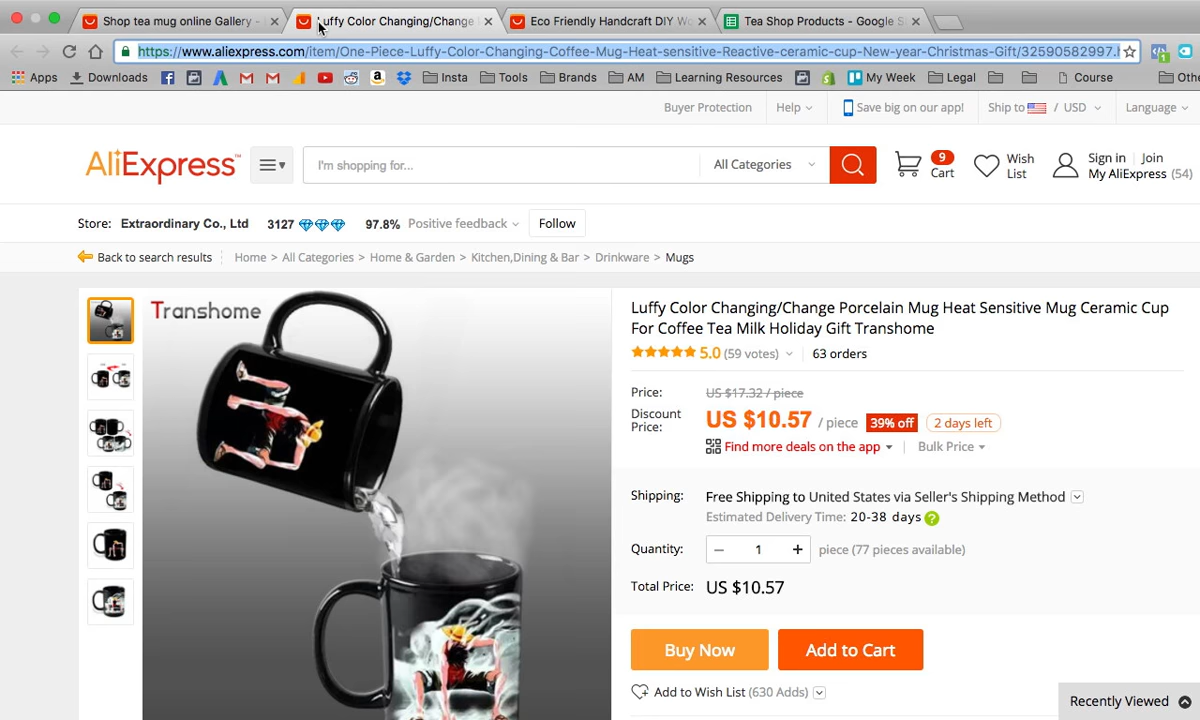 Shop tea mug online Gallery -
Luffy Color Changing/Change
Eco Friendly Handcraft DIY Wo
Tea Shop Products - Google S
https://www.aliexpress.com/item/One-Piece-Luffy-Color-Changing-Coffee-Mug-Heat-sensitive-Reactive-ceramic-cup-New-year-Christmas-Gift/32590582997.h
Apps
Downloads
Insta
Tools
Brands
AM
Learning Resources
My Week
Legal
Course
Othe
Buyer Protection
Help
Save big on our app!
Ship to / USD
Language
AliExpress™
I'm shopping for...
All Categories
9
Cart
Wish
List
Sign in Join
My AliExpress (54)
Store: Extraordinary Co., Ltd 3127 97.8% Positive feedback Follow
Back to search results Home > All Categories > Home & Garden > Kitchen,Dining & Bar > Drinkware > Mugs
Transhome
Luffy Color Changing/Change Porcelain Mug Heat Sensitive Mug Ceramic Cup
For Coffee Tea Milk Holiday Gift Transhome
5.0 (59 votes) 63 orders
Price: US $17.32 / piece
Discount
Price:
US $10.57 / piece 39% off 2 days left
Find more deals on the app Bulk Price
Shipping: Free Shipping to United States via Seller's Shipping Method
Estimated Delivery Time: 20-38 days ?
Quantity: − 1 + piece (77 pieces available)
Total Price: US $10.57
Buy Now
Add to Cart
Add to Wish List (630 Adds)
Recently Viewed